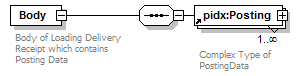 Body
pidx:Posting
1..∞
Body of Loading Delivery
Receipt which contains
Posting Data
Complex Type of
PostingData